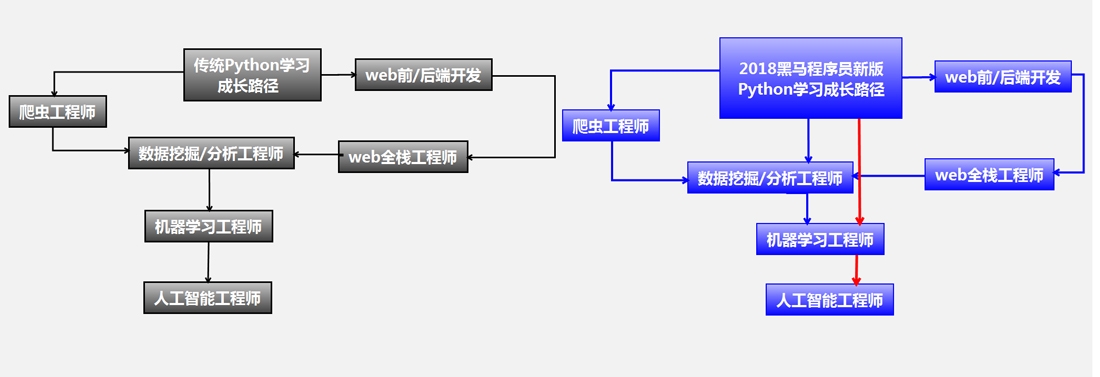 传统Python学习
成长路径
web前/后端开发
爬虫工程师
数据挖掘/分析工程师
web全栈工程师
机器学习工程师
人工智能工程师
2018黑马程序员新版
Python学习成长路径
web前/后端开发
爬虫工程师
数据挖掘/分析工程师
web全栈工程师
机器学习工程师
人工智能工程师